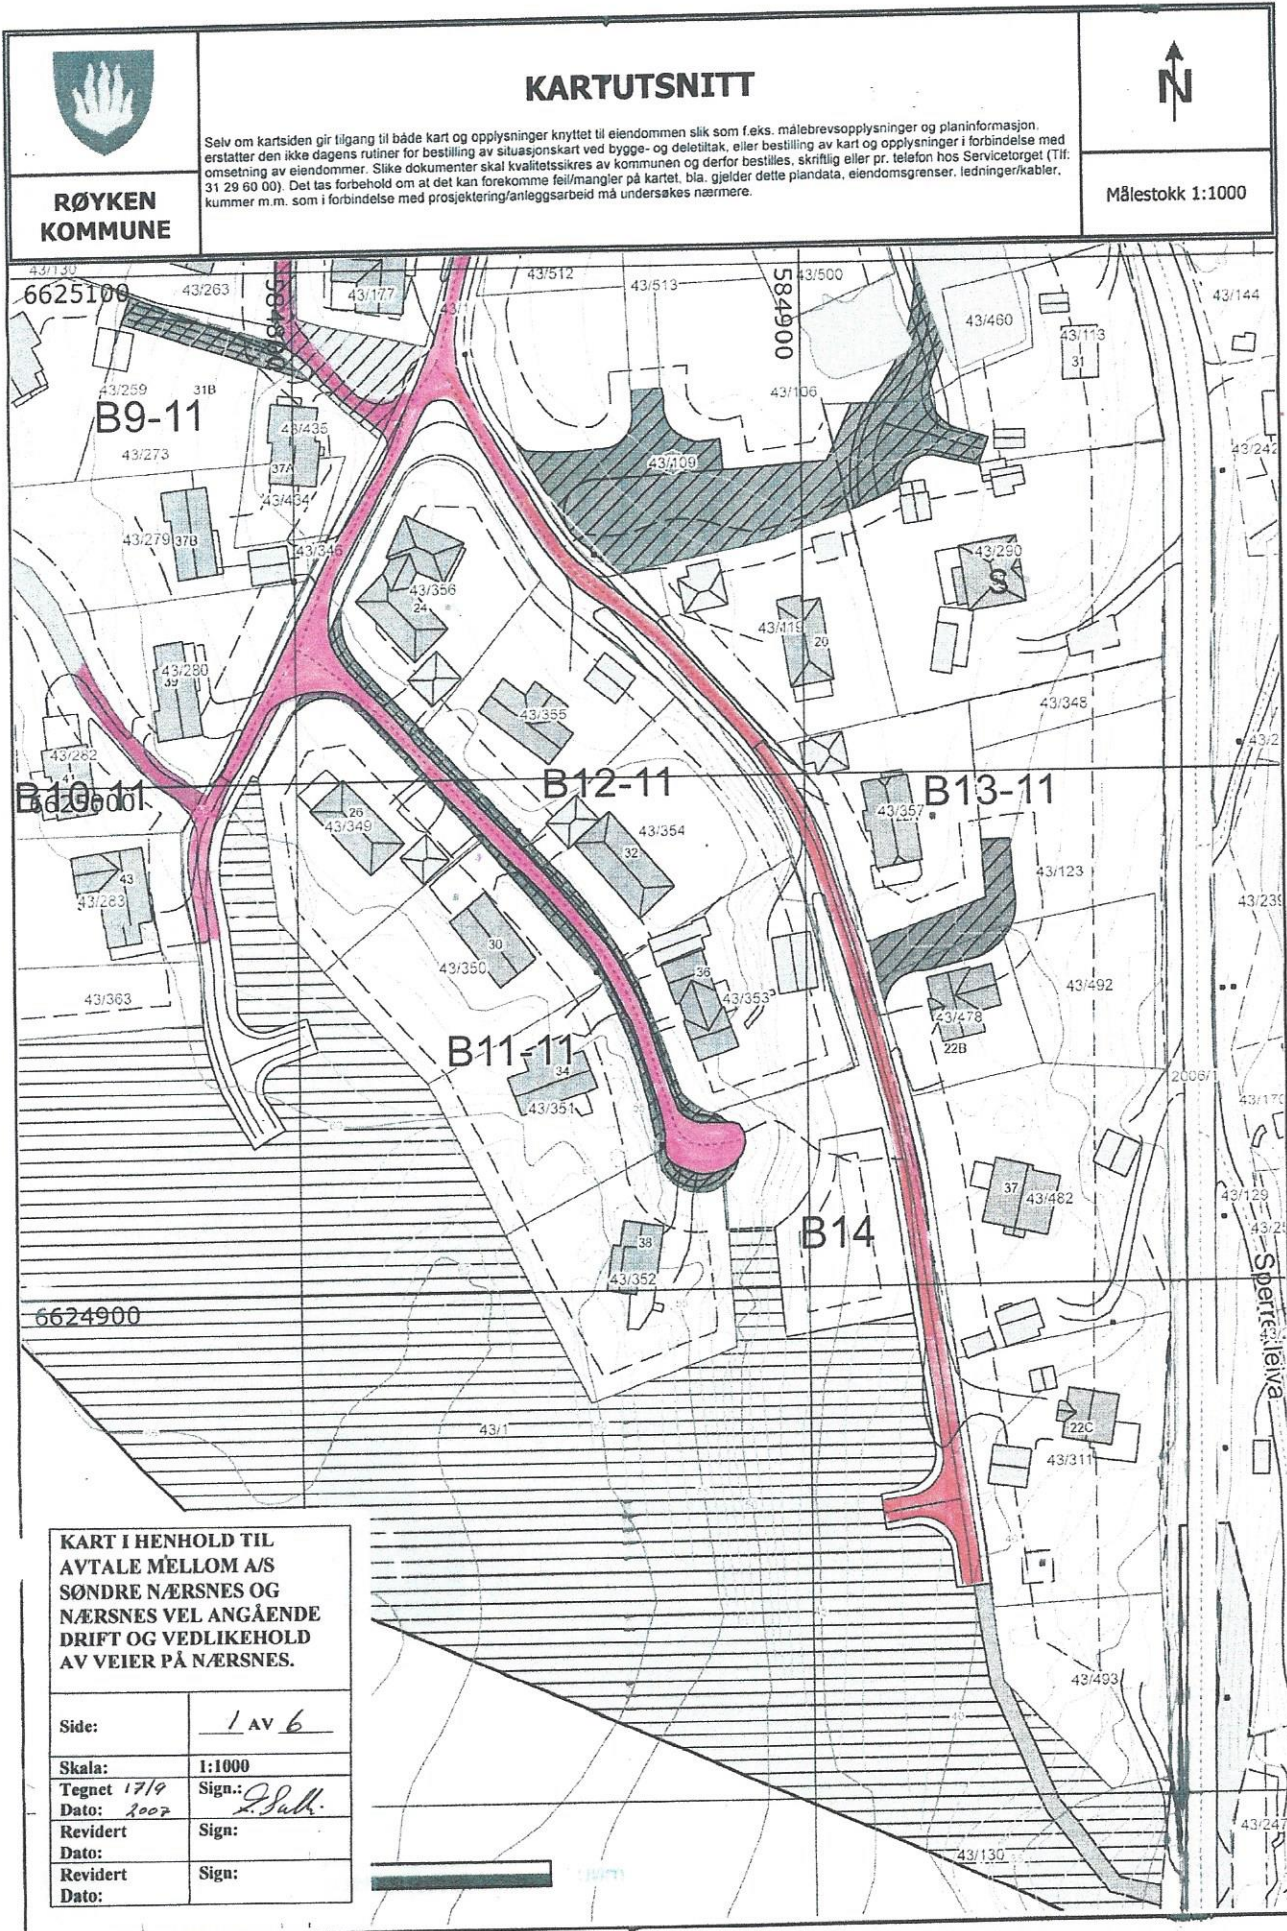 KARTUTSNITT
Selv om kartsiden gir tilgang til både kart og opplysninger knyttet til eiendommen slik som f.eks. målebrevsopplysninger og planinformasjon,
erstatter den ikke dagens rutiner for bestilling av situasjonskart ved bygge- og deletiltak, eller bestilling av kart og opplysninger i forbindelse med
omsetning av eiendommer. Slike dokumenter skal kvalitetssikres av kommunen og derfor bestilles, skriftlig eller pr. telefon hos Servicetorget (Tlf:
31 29 60 00). Det tas forbehold om at det kan forekomme feil/mangler på kartet, bla. gjelder dette plandata, eiendomsgrenser, ledninger/kabler,
kummer m.m. som i forbindelse med prosjektering/anleggsarbeid må undersøkes nærmere.
N
RØYKEN
KOMMUNE
Målestokk 1:1000
43/130
6625100
43/263
43/177
43/512
43/513
584900
43/500
43/460
43/144
43/113
31
43/259
31B
43/106
B9-11
43/435
43/273
37A
43/434
43/109
43/242
43/279
37B
43/346
43/356
24
43/290
S
43/419
20
43/280
39
43/355
43/348
43/282
41
B10-11
B12-11
B13-11
26
43/349
43/354
32
43/357
43
43/283
43/123
43/239
30
43/350
36
43/353
43/363
43/492
43/478
22B
B11-11
34
43/351
2006/1
43/170
37
43/482
43/129
B14
38
43/352
Sperrekleiva
6624900
43/1
22C
43/311
43/493
43/130
43/247
KART I HENHOLD TIL
AVTALE MELLOM A/S
SØNDRE NÆRSNES OG
NÆRSNES VEL ANGÅENDE
DRIFT OG VEDLIKEHOLD
AV VEIER PÅ NÆRSNES.
Side: 1 AV 6
Skala: 1:1000
Tegnet 17/9 Sign.:
Dato: 2007
Revidert Sign:
Dato:
Revidert Sign:
Dato: